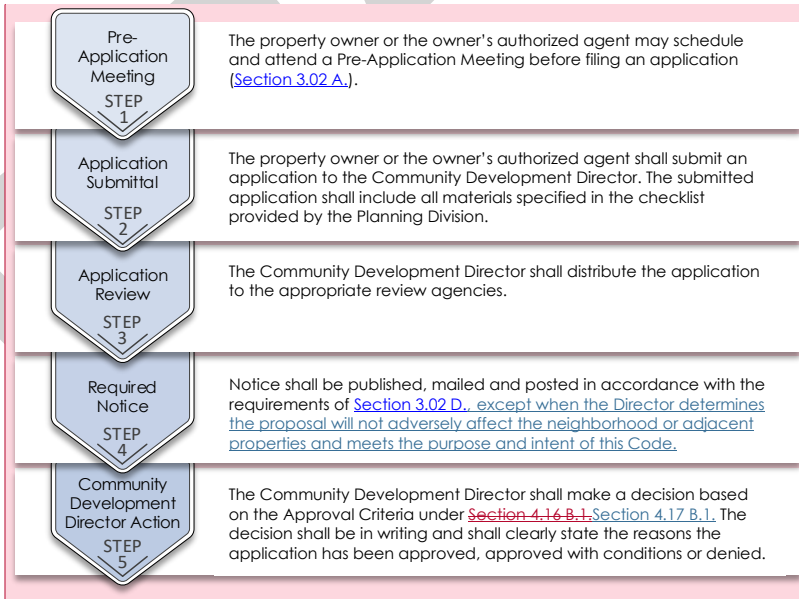 Pre-
Application
Meeting
STEP
1
The property owner or the owner’s authorized agent may schedule
and attend a Pre-Application Meeting before filing an application
(Section 3.02 A.).
Application
Submittal
STEP
2
The property owner or the owner’s authorized agent shall submit an
application to the Community Development Director. The submitted
application shall include all materials specified in the checklist
provided by the Planning Division.
Application
Review
STEP
3
The Community Development Director shall distribute the application
to the appropriate review agencies.
Required
Notice
STEP
4
Notice shall be published, mailed and posted in accordance with the
requirements of Section 3.02 D., except when the Director determines
the proposal will not adversely affect the neighborhood or adjacent
properties and meets the purpose and intent of this Code.
Community
Development
Director Action
STEP
5
The Community Development Director shall make a decision based
on the Approval Criteria under Section 4.16 B.1.Section 4.17 B.1. The
decision shall be in writing and shall clearly state the reasons the
application has been approved, approved with conditions or denied.